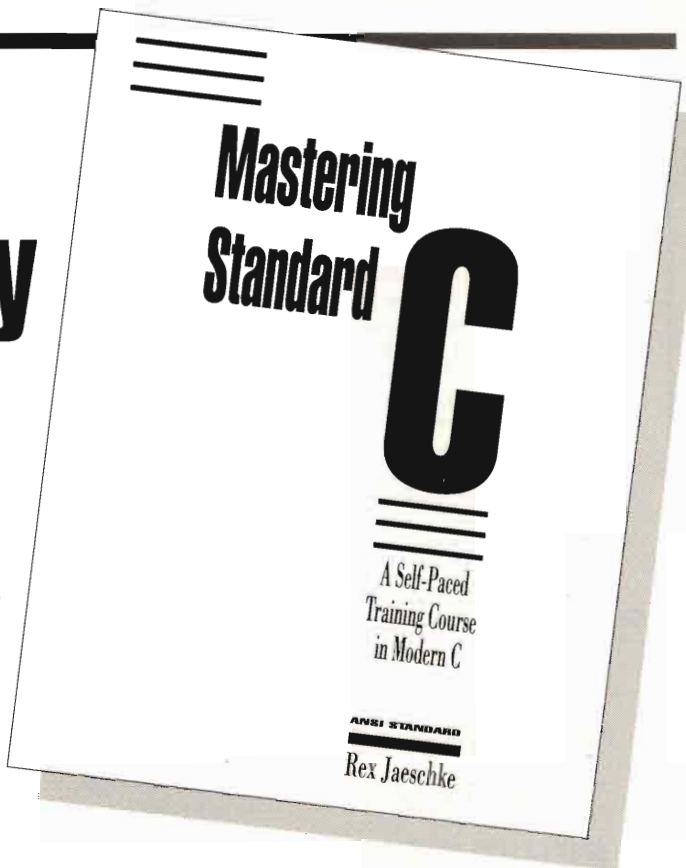 y
Mastering
Standard
C
A Self-Paced
Training Course
in Modern C
ANSI STANDARD
Rex Jaeschke